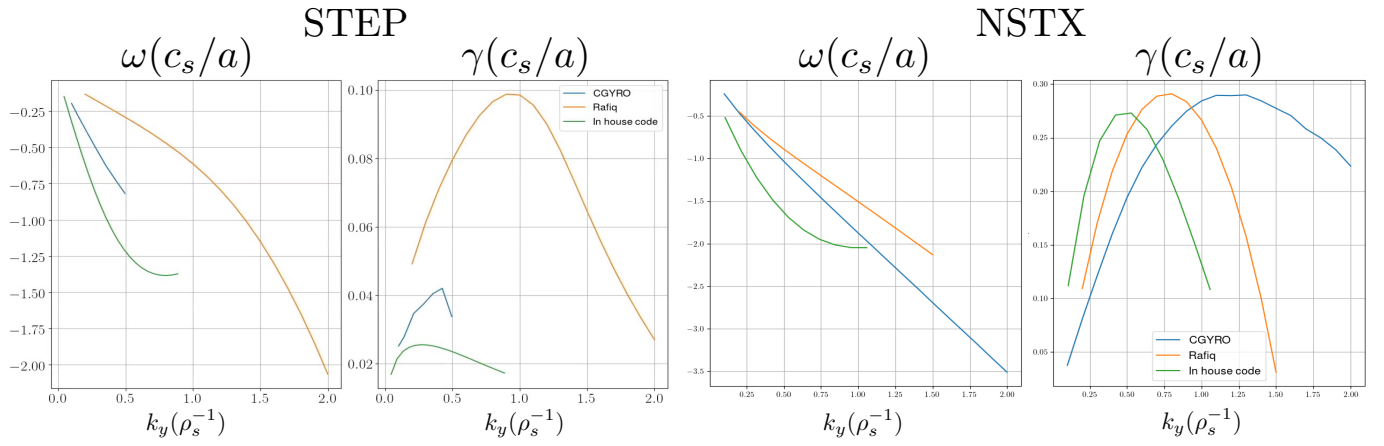 STEP
ω(c_s/a)
γ(c_s/a)
−0.25
−0.50
−0.75
−1.00
−1.25
−1.50
−1.75
−2.00
0.0 0.5 1.0 1.5 2.0
k_y(ρ_s^{-1})
0.10
0.08
0.06
0.04
0.02
CGYRO
Rafiq
In house code
0.0 0.5 1.0 1.5 2.0
k_y(ρ_s^{-1})
NSTX
ω(c_s/a)
γ(c_s/a)
−0.5
−1.0
−1.5
−2.0
−2.5
−3.0
−3.5
0.25 0.50 0.75 1.00 1.25 1.50 1.75 2.00
k_y(ρ_s^{-1})
0.30
0.25
0.20
0.15
0.30
0.05
CGYRO
Rafiq
In house code
0.25 0.50 0.75 1.00 1.25 1.50 1.75 2.00
k_y(ρ_s^{-1})